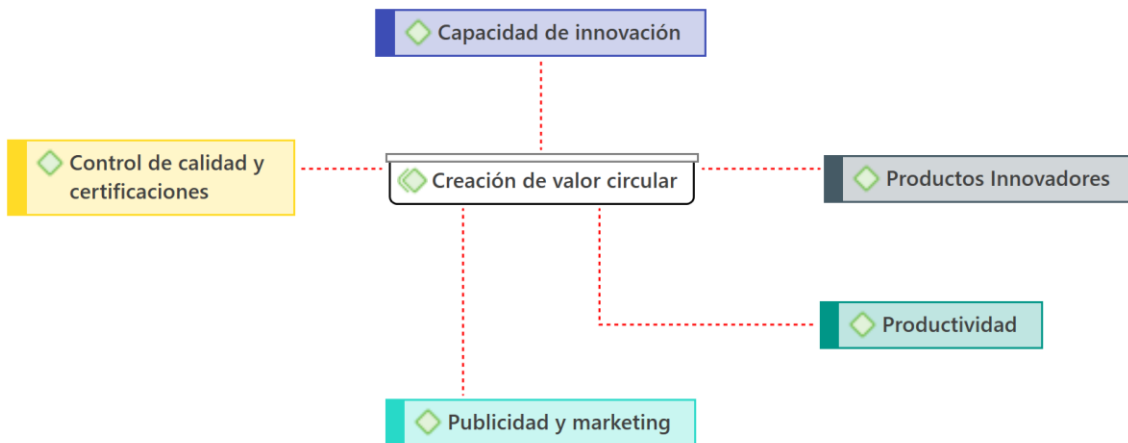 Capacidad de innovación
Control de calidad y
certificaciones
Creación de valor circular
Productos Innovadores
Productividad
Publicidad y marketing